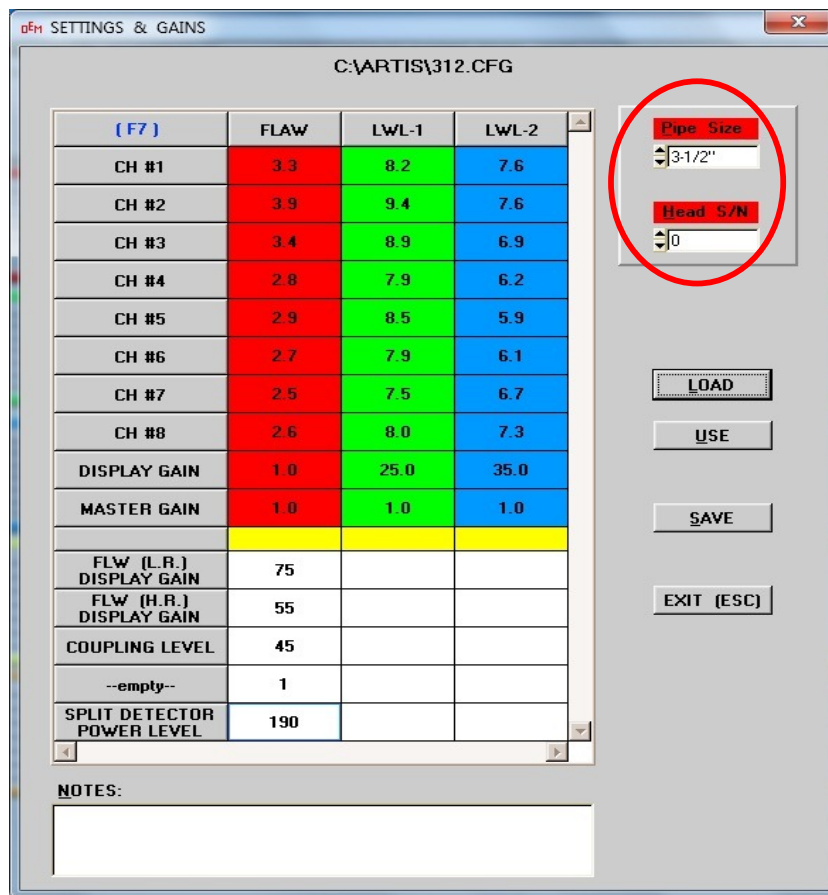 OEM SETTINGS & GAINS
C:\ARTIS\312.CFG
( F7 ) FLAW LWL-1 LWL-2
CH #1 3.3 8.2 7.6
CH #2 3.9 9.4 7.6
CH #3 3.4 8.9 6.9
CH #4 2.8 7.9 6.2
CH #5 2.9 8.5 5.9
CH #6 2.7 7.9 6.1
CH #7 2.5 7.5 6.7
CH #8 2.6 8.0 7.3
DISPLAY GAIN 1.0 25.0 35.0
MASTER GAIN 1.0 1.0 1.0
FLW (L.R.)
DISPLAY GAIN 75
FLW (H.R.)
DISPLAY GAIN 55
COUPLING LEVEL 45
--empty-- 1
SPLIT DETECTOR
POWER LEVEL 190
NOTES:
Pipe Size
3-1/2"
Head S/N
0
LOAD
USE
SAVE
EXIT (ESC)